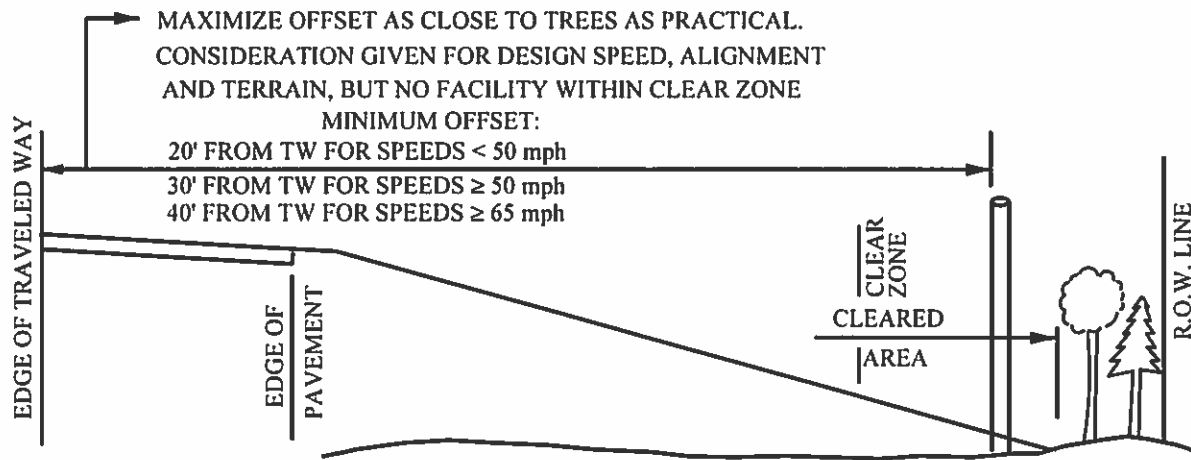 MAXIMIZE OFFSET AS CLOSE TO TREES AS PRACTICAL.
CONSIDERATION GIVEN FOR DESIGN SPEED, ALIGNMENT
AND TERRAIN, BUT NO FACILITY WITHIN CLEAR ZONE
MINIMUM OFFSET:
20' FROM TW FOR SPEEDS < 50 mph
30' FROM TW FOR SPEEDS ≥ 50 mph
40' FROM TW FOR SPEEDS ≥ 65 mph
EDGE OF TRAVELED WAY
EDGE OF
PAVEMENT
CLEAR
ZONE
CLEARED
AREA
R.O.W. LINE